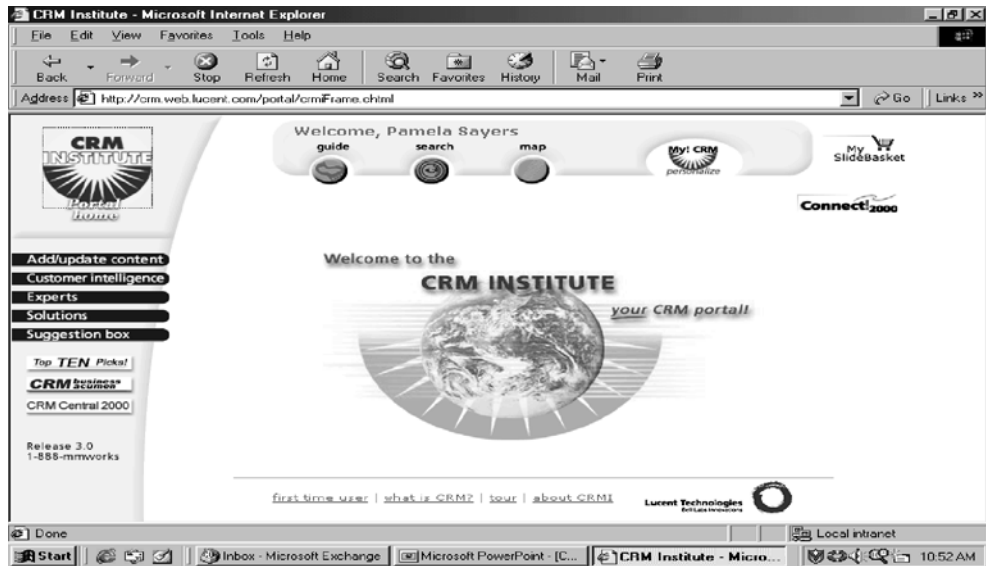 CRM Institute - Microsoft Internet Explorer
File Edit View Favorites Tools Help
Back Forward Stop Refresh Home Search Favorites History Mail Print
Address http://crm.web.lucent.com/portal/crmFrame.chtml Go Links »
CRM
INSTITUTE
Portal
home
Welcome, Pamela Sayers
guide search map
My! CRM
personalize
My
SlideBasket
Connect!2000
Add/update content
Customer intelligence
Experts
Solutions
Suggestion box
Top TEN Picks!
CRM business acumen
CRM Central 2000
Release 3.0
1-888-mmworks
Welcome to the
CRM INSTITUTE
your CRM portal!
first time user | what is CRM? | tour | about CRMI
Lucent Technologies
Bell Labs Innovations
Done Local intranet
Start Inbox - Microsoft Exchange Microsoft PowerPoint - [C... CRM Institute - Micro... 10:52 AM